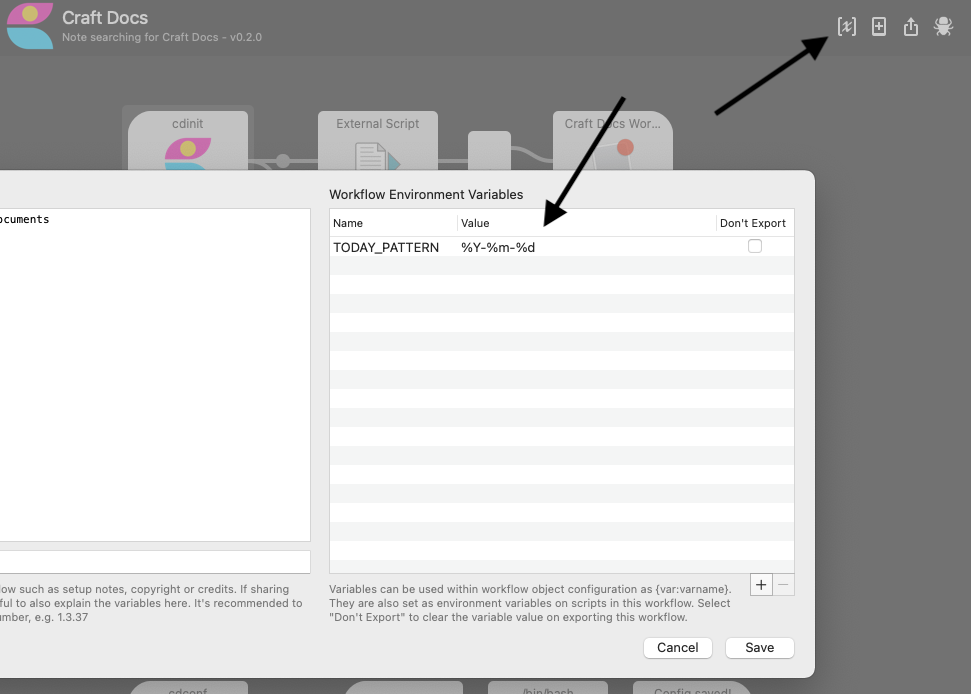 Craft Docs
Note searching for Craft Docs - v0.2.0
cdinit
External Script
Craft Docs Wor...
Workflow Environment Variables
ocuments
Name Value Don't Export
TODAY_PATTERN %Y-%m-%d
low such as setup notes, copyright or credits. If sharing
ful to also explain the variables here. It's recommended to
mber, e.g. 1.3.37
Variables can be used within workflow object configuration as {var:varname}.
They are also set as environment variables on scripts in this workflow. Select
"Don't Export" to clear the variable value on exporting this workflow.
+ −
Cancel Save
cdconf
/bin/bash
Config saved!